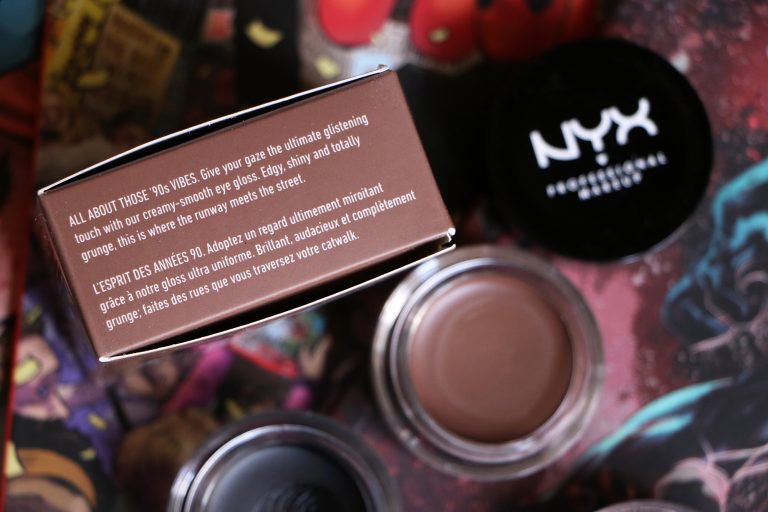 ALL ABOUT THOSE '90s VIBES. Give your gaze the ultimate glistening
touch with our creamy-smooth eye gloss. Edgy, shiny and totally
grunge. this is where the runway meets the street.
L'ESPRIT DES ANNÉES 90. Adoptez un regard ultimement miroitant
grâce à notre gloss ultra uniforme. Brillant, audacieux et complètement
grunge; faites des rues que vous traversez votre catwalk.
NYX
PROFESSIONAL
MAKEUP